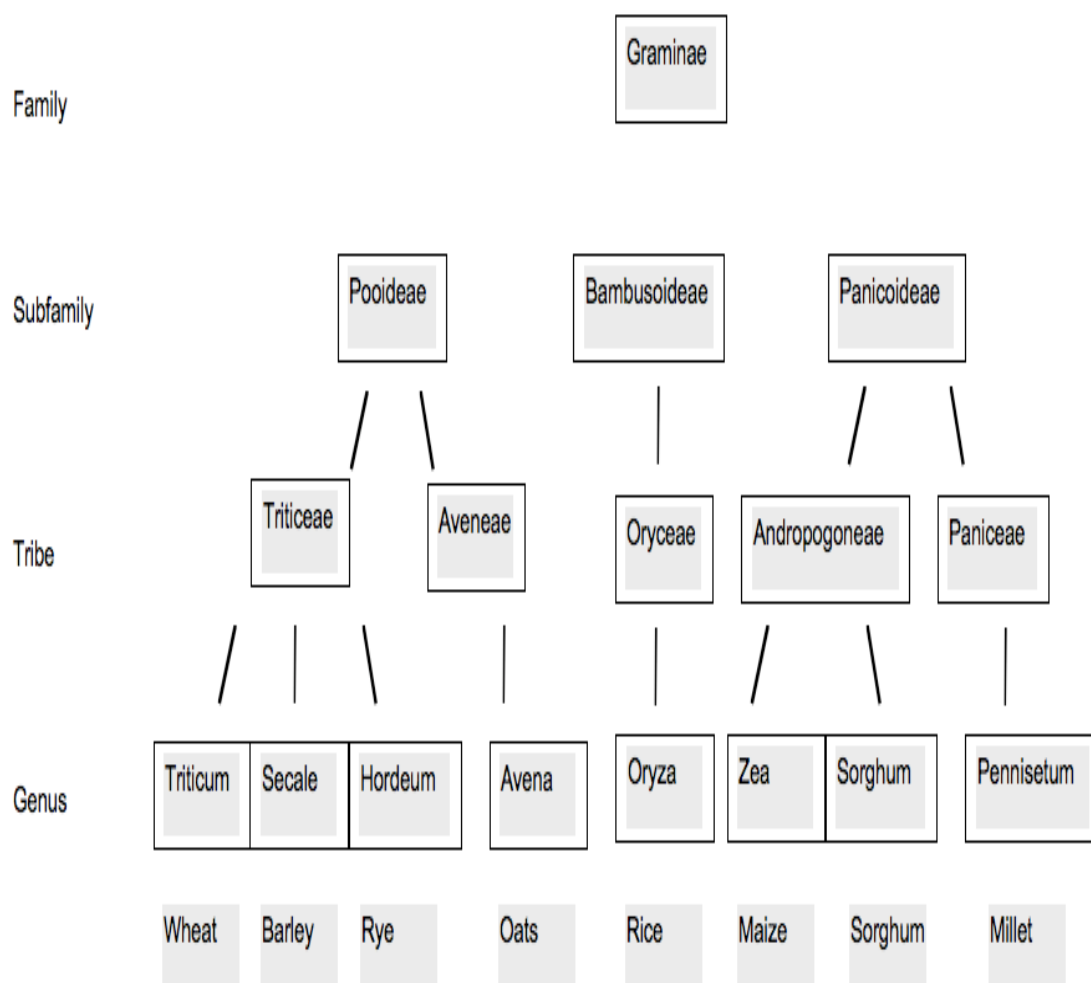 Graminae
Family
Pooideae Bambusoideae Panicoideae
Subfamily
Triticeae Aveneae Oryceae Andropogoneae Paniceae
Tribe
Triticum Secale Hordeum Avena Oryza Zea Sorghum Pennisetum
Genus
Wheat Barley Rye Oats Rice Maize Sorghum Millet